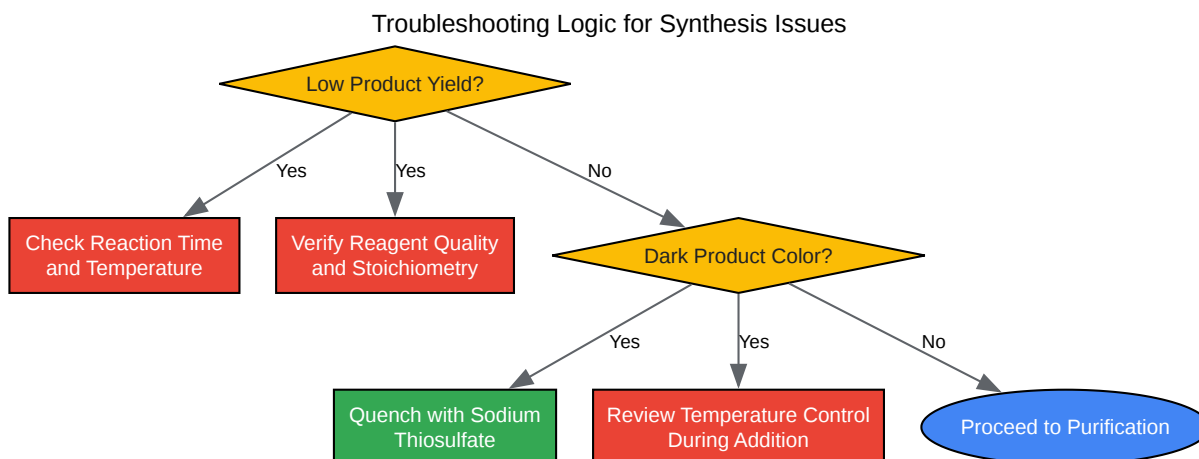 Troubleshooting Logic for Synthesis Issues
Low Product Yield?
Yes
Yes
No
Check Reaction Time
and Temperature
Verify Reagent Quality
and Stoichiometry
Dark Product Color?
Yes
Yes
No
Quench with Sodium
Thiosulfate
Review Temperature Control
During Addition
Proceed to Purification